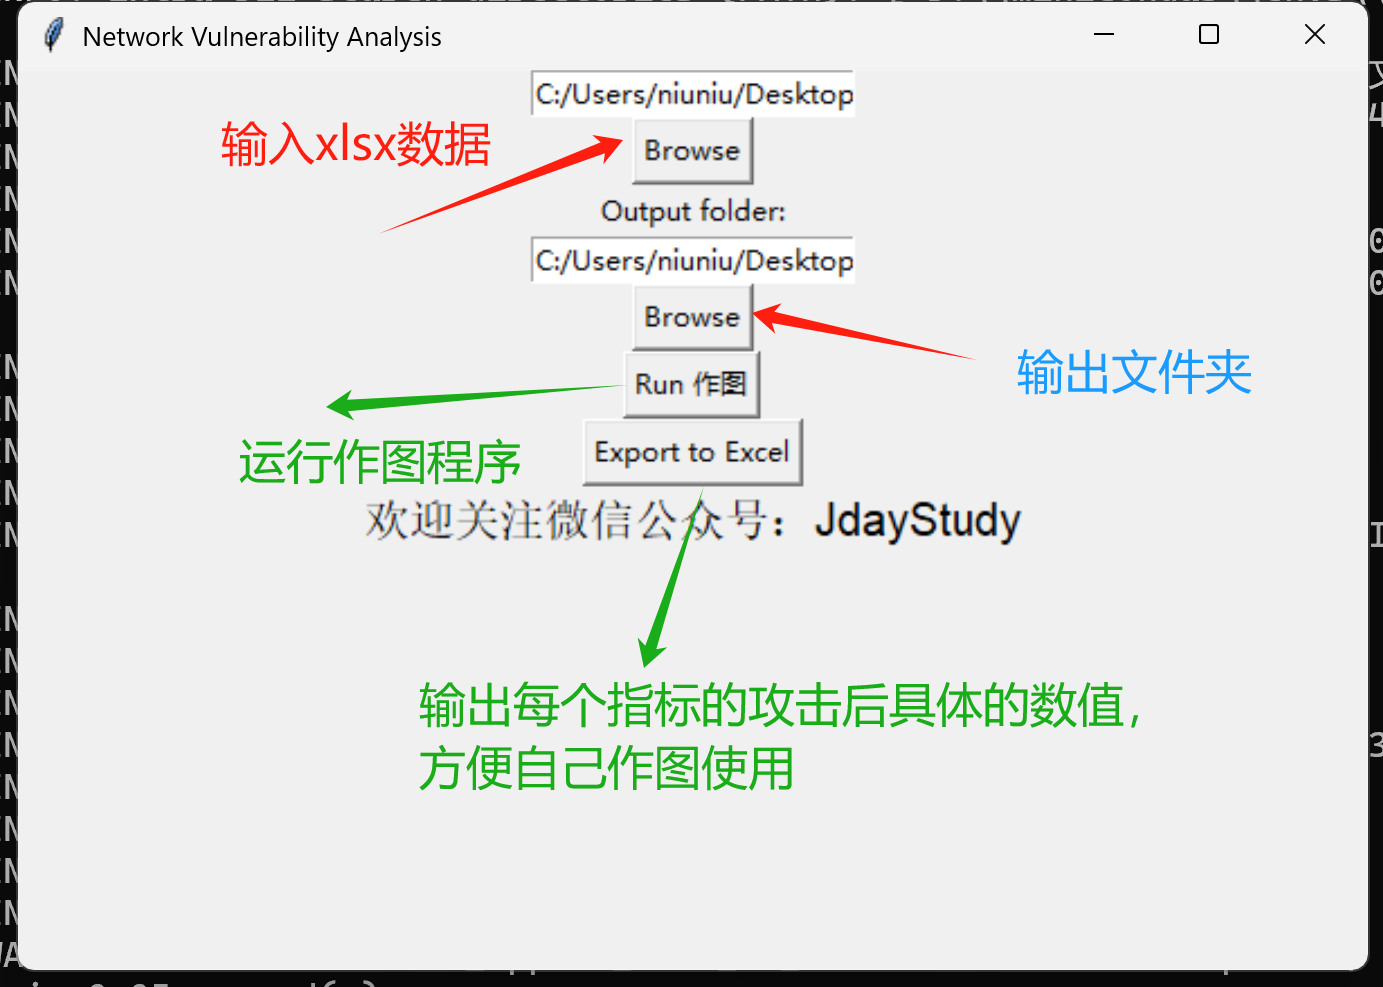 Network Vulnerability Analysis
C:/Users/niuniu/Desktop
输入xlsx数据
Browse
Output folder:
C:/Users/niuniu/Desktop
Browse
输出文件夹
Run 作图
运行作图程序
Export to Excel
欢迎关注微信公众号：JdayStudy
输出每个指标的攻击后具体的数值，
方便自己作图使用